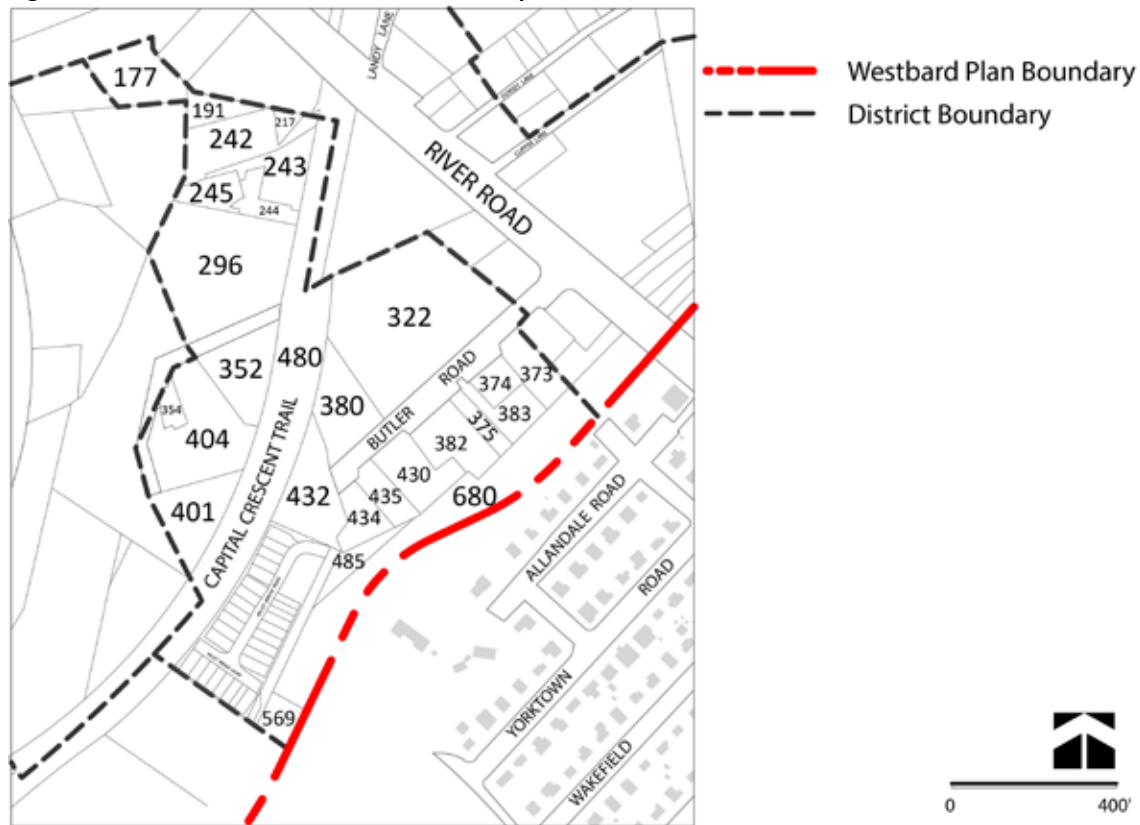 LANDY LANE
177
Westbard Plan Boundary
District Boundary
191
217
242
243
RIVER ROAD
245
244
296
322
352
480
374
373
380
BUTLER ROAD
383
375
354
404
382
430
CAPITAL CRESCENT TRAIL
432
435
680
401
434
ALLANDALE ROAD
485
ROAD
YORKTOWN
569
WAKEFIELD
0 400'